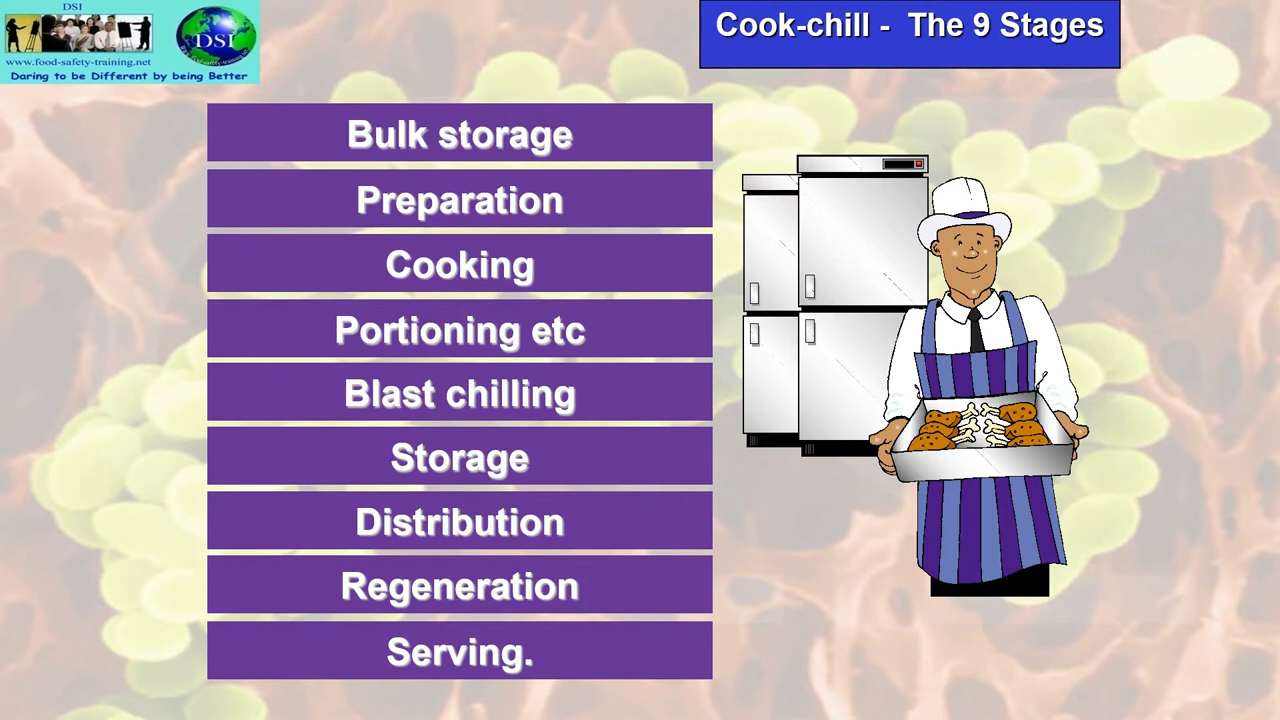 DSI
DSI
www.food-safety-training.net
Daring to be Different by being Better
Cook-chill -  The 9 Stages
Bulk storage
Preparation
Cooking
Portioning etc
Blast chilling
Storage
Distribution
Regeneration
Serving.